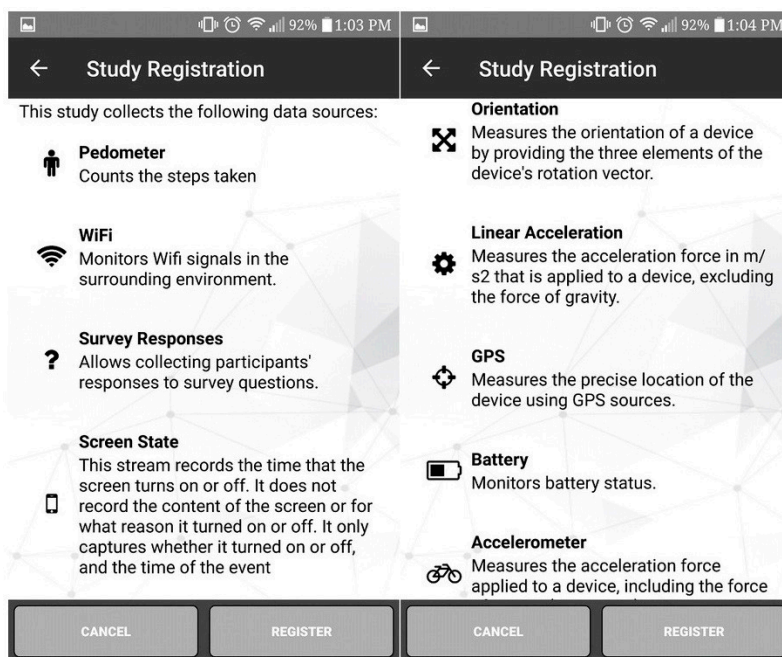 92% 1:03 PM
Study Registration
This study collects the following data sources:
Pedometer
Counts the steps taken
WiFi
Monitors Wifi signals in the
surrounding environment.
Survey Responses
Allows collecting participants'
responses to survey questions.
Screen State
This stream records the time that the
screen turns on or off. It does not
record the content of the screen or for
what reason it turned on or off. It only
captures whether it turned on or off,
and the time of the event
CANCEL
REGISTER
92% 1:04 PM
Study Registration
Orientation
Measures the orientation of a device
by providing the three elements of the
device's rotation vector.
Linear Acceleration
Measures the acceleration force in m/
s2 that is applied to a device, excluding
the force of gravity.
GPS
Measures the precise location of the
device using GPS sources.
Battery
Monitors battery status.
Accelerometer
Measures the acceleration force
applied to a device, including the force
CANCEL
REGISTER